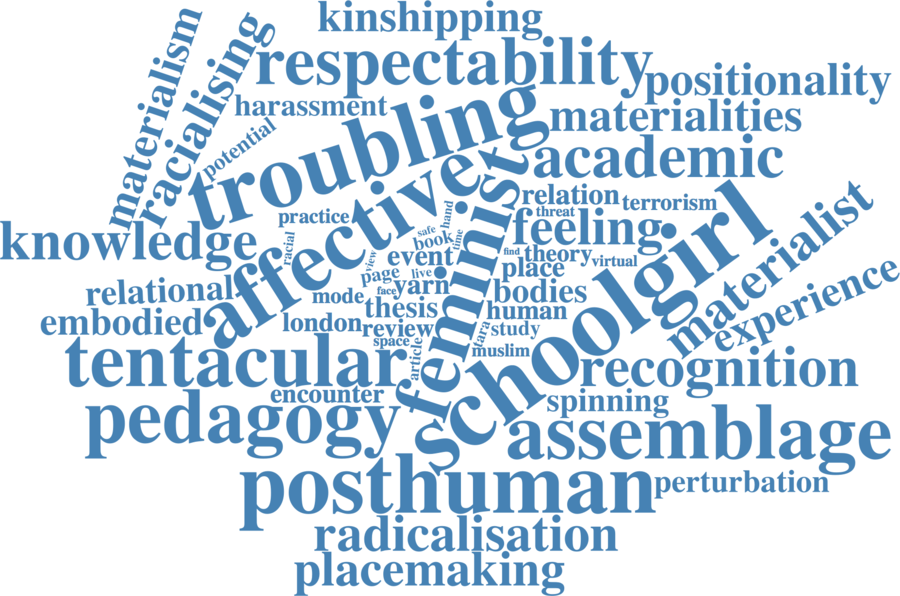 kinshipping
materialism
racialising
respectability
positionality
harassment
potential
troubling
materialities
academic
affective
feminist
practice
relation
terrorism
threat
hand
safe
book
time
feeling
knowledge
racial
view
event
find
theory
virtual
schoolgirl
materialist
page
live
place
relational
mode
face
yarn
bodies
experience
embodied
london
thesis
human
review
tara
study
space
article
muslim
tentacular
recognition
encounter
spinning
pedagogy
assemblage
posthuman
perturbation
radicalisation
placemaking